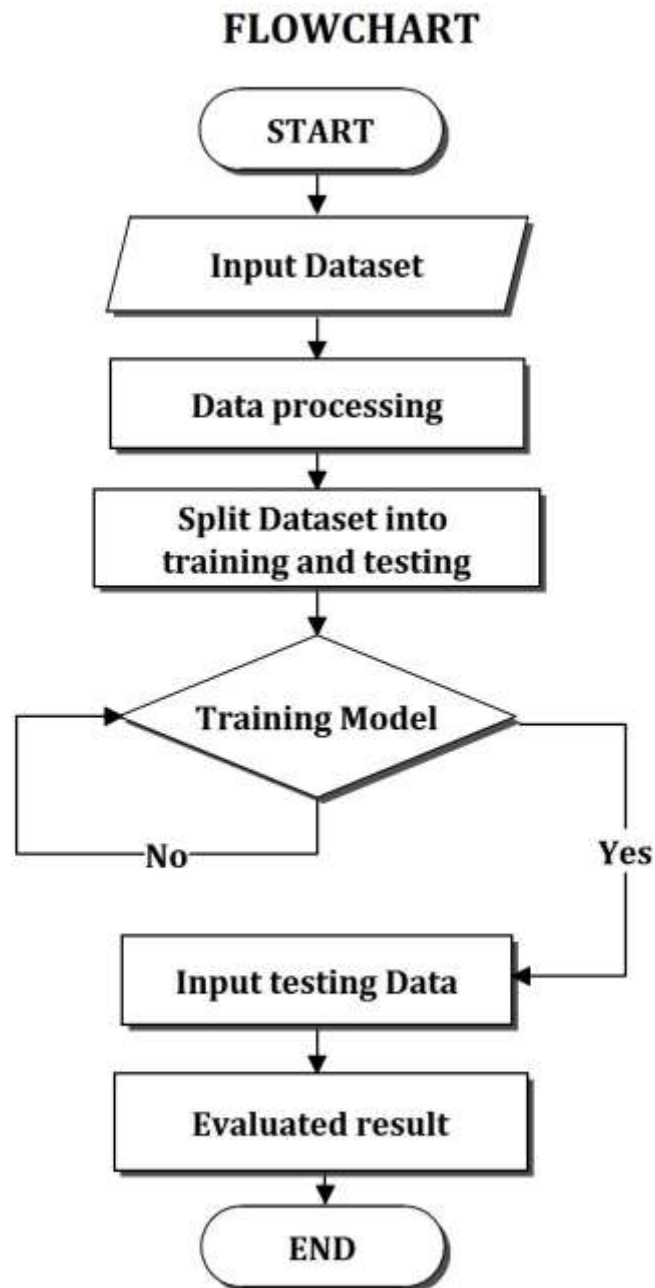 FLOWCHART
START
Input Dataset
Data processing
Split Dataset into
training and testing
Training Model
No
Yes
Input testing Data
Evaluated result
END